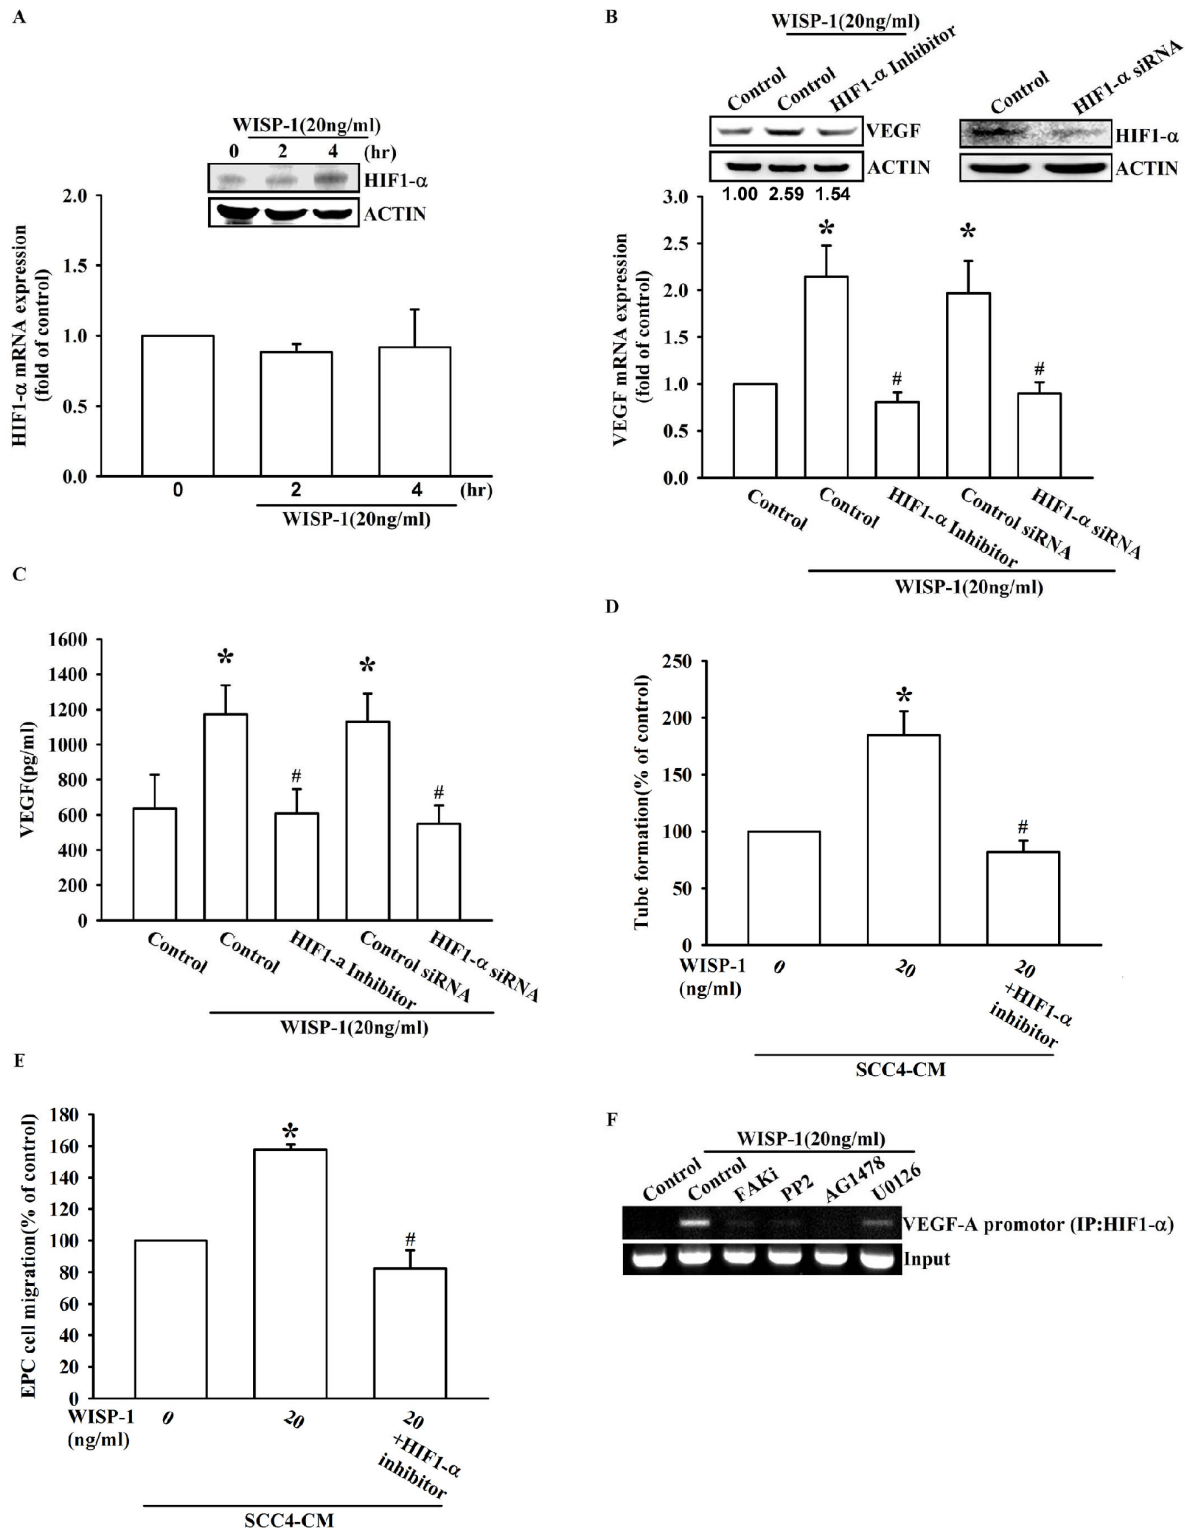 A
WISP-1(20ng/ml)
0 2 4 (hr)
HIF1-α
ACTIN
HIF1-α mRNA expression
(fold of control)
2.0
1.5
1.0
0.5
0.0
0 2 4 (hr)
WISP-1(20ng/ml)
B
WISP-1(20ng/ml)
Control Control HIF1-α Inhibitor
VEGF
ACTIN
1.00 2.59 1.54
Control HIF1-α siRNA
HIF1-α
ACTIN
VEGF mRNA expression
(fold of control)
3.0
2.5
2.0
1.5
1.0
0.5
0.0
* # * #
Control Control HIF1-α Inhibitor Control siRNA HIF1-α siRNA
WISP-1(20ng/ml)
C
VEGF(pg/ml)
1600
1400
1200
1000
800
600
400
200
0
* # * #
Control Control HIF1-a Inhibitor Control siRNA HIF1-α siRNA
WISP-1(20ng/ml)
D
Tube formation(% of control)
250
200
150
100
50
0
* #
WISP-1 0 20 20
(ng/ml) +HIF1-α
inhibitor
SCC4-CM
E
EPC cell migration(% of control)
180
160
140
120
100
80
60
40
20
0
* #
WISP-1 0 20 20
(ng/ml) +HIF1-α
inhibitor
SCC4-CM
F
WISP-1(20ng/ml)
Control Control FAKi PP2 AG1478 U0126
VEGF-A promotor (IP:HIF1-α)
Input